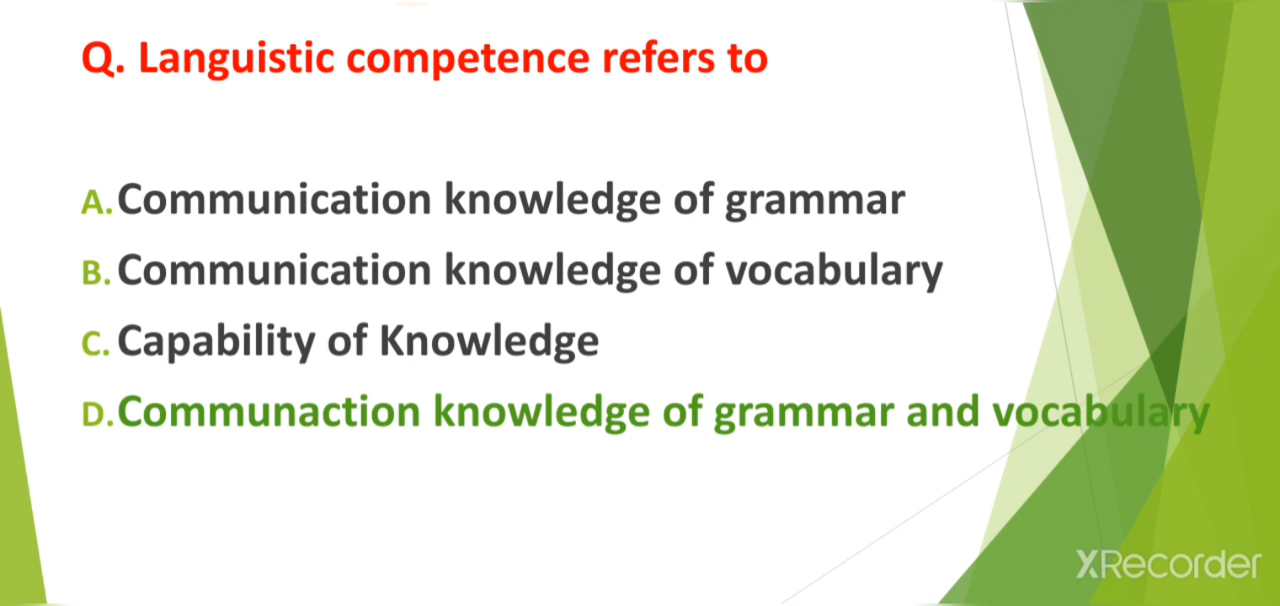 Q. Languistic competence refers to
A. Communication knowledge of grammar
B. Communication knowledge of vocabulary
C. Capability of Knowledge
D. Communaction knowledge of grammar and vocabulary
XRecorder